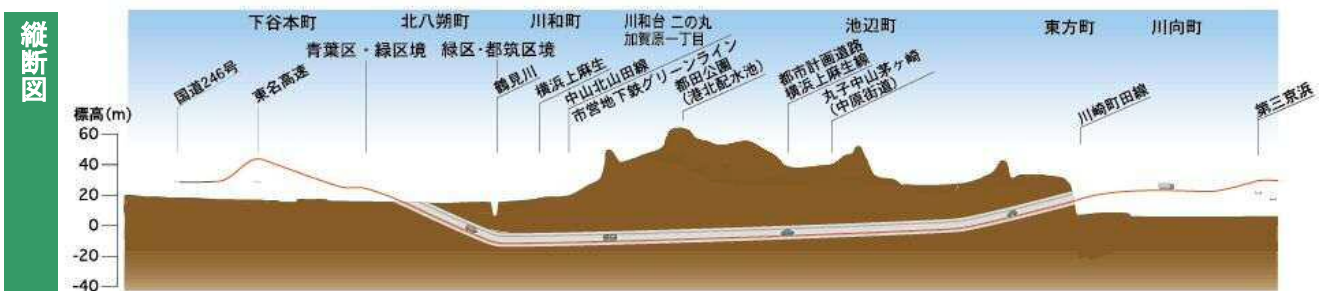 縦断図
下谷本町
北八朔町
川和町
川和台 二の丸
加賀原一丁目
池辺町
東方町
川向町
青葉区・緑区境
緑区・都筑区境
国道246号
東名高速
鶴見川
横浜上麻生
中山北山田線
市営地下鉄グリーンライン
都田公園
(港北配水池)
都市計画道路
横浜上麻生線
丸子中山茅ヶ崎
(中原街道)
川崎町田線
第三京浜
標高(m)
60
40
20
0
-20
-40